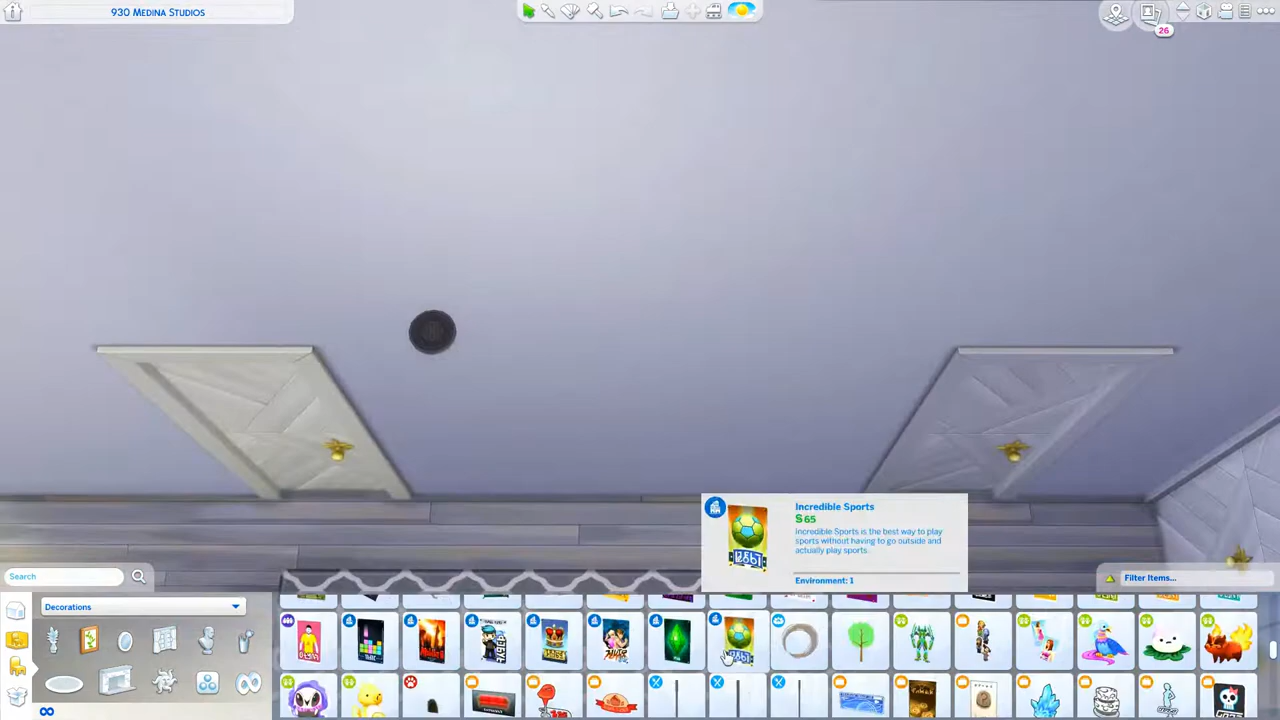 930 Medina Studios
26
Incredible Sports
§65
Incredible Sports is the best way to play
sports without having to go outside and
actually play sports.
Environment: 1
Search
Filter Items...
Decorations